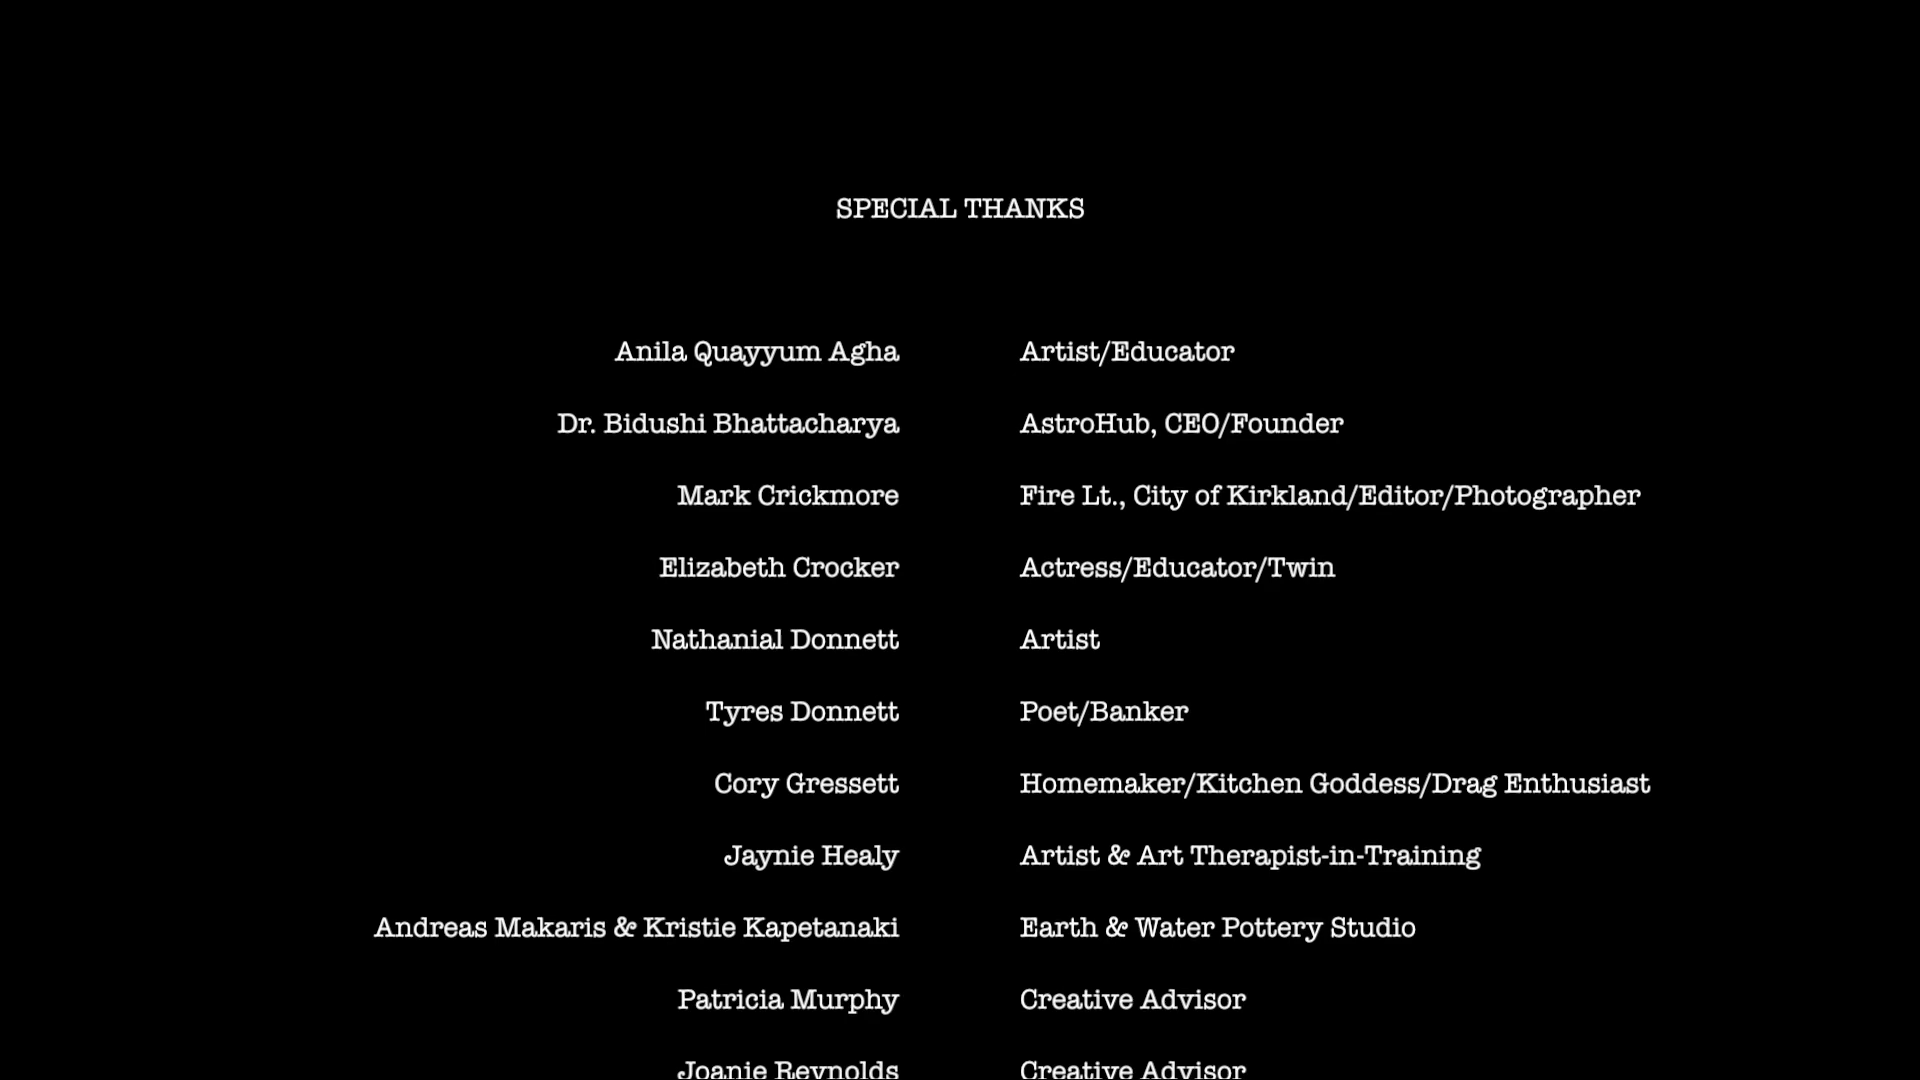 SPECIAL THANKS
Anila Quayyum Agha Artist/Educator
Dr. Bidushi Bhattacharya AstroHub, CEO/Founder
Mark Crickmore Fire Lt., City of Kirkland/Editor/Photographer
Elizabeth Crocker Actress/Educator/Twin
Nathanial Donnett Artist
Tyres Donnett Poet/Banker
Cory Gressett Homemaker/Kitchen Goddess/Drag Enthusiast
Jaynie Healy Artist & Art Therapist-in-Training
Andreas Makaris & Kristie Kapetanaki Earth & Water Pottery Studio
Patricia Murphy Creative Advisor
Joanie Reynolds Creative Advisor